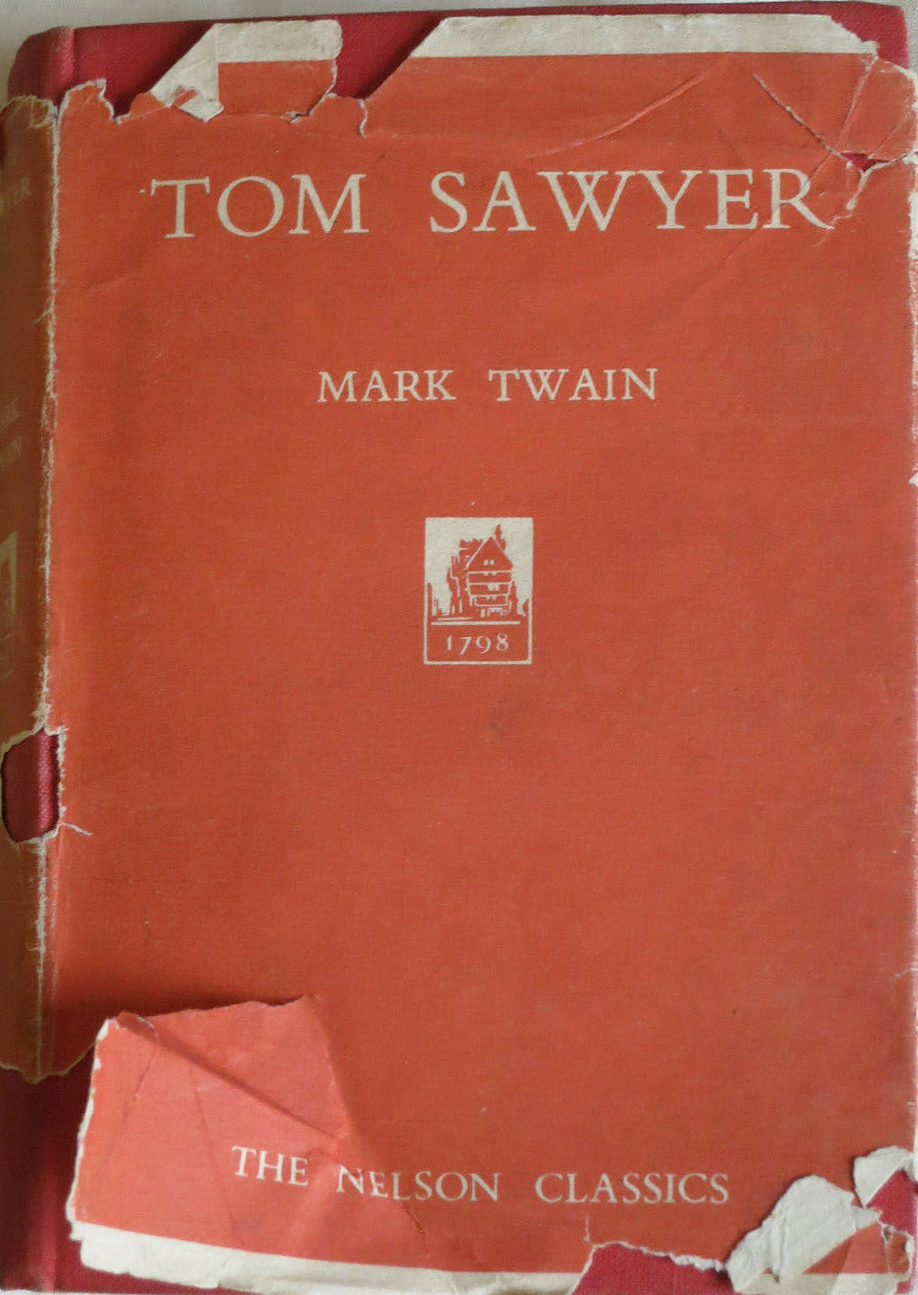 TOM SAWYER
MARK TWAIN
1798
THE NELSON CLASSICS